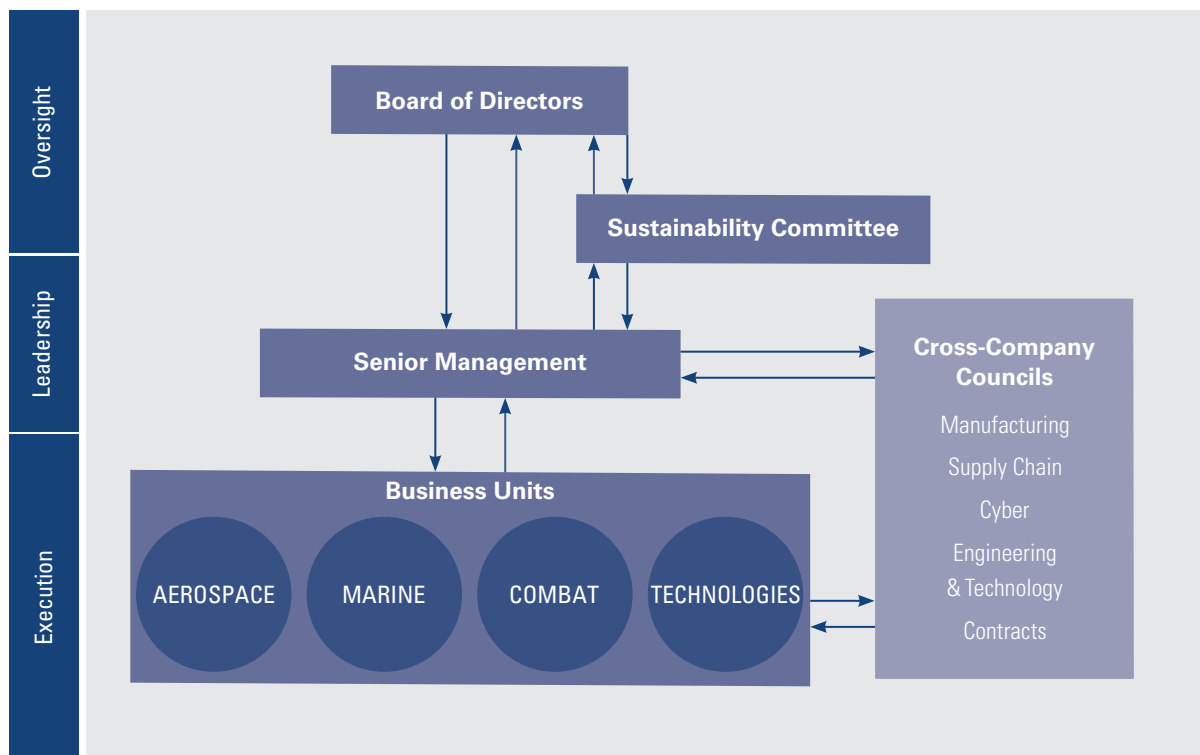 Oversight
Board of Directors
Sustainability Committee
Leadership
Senior Management
Cross-Company
Councils
Manufacturing
Supply Chain
Cyber
Engineering
& Technology
Contracts
Execution
Business Units
AEROSPACE
MARINE
COMBAT
TECHNOLOGIES